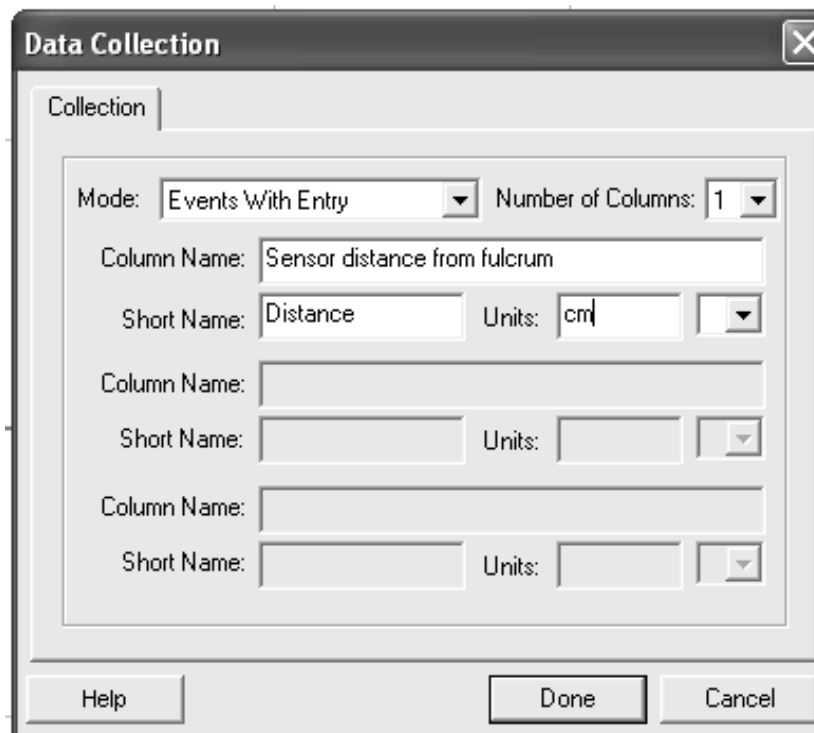 Data Collection
Collection
Mode: Events With Entry Number of Columns: 1
Column Name: Sensor distance from fulcrum
Short Name: Distance Units: cm
Column Name:
Short Name: Units:
Column Name:
Short Name: Units:
Help Done Cancel